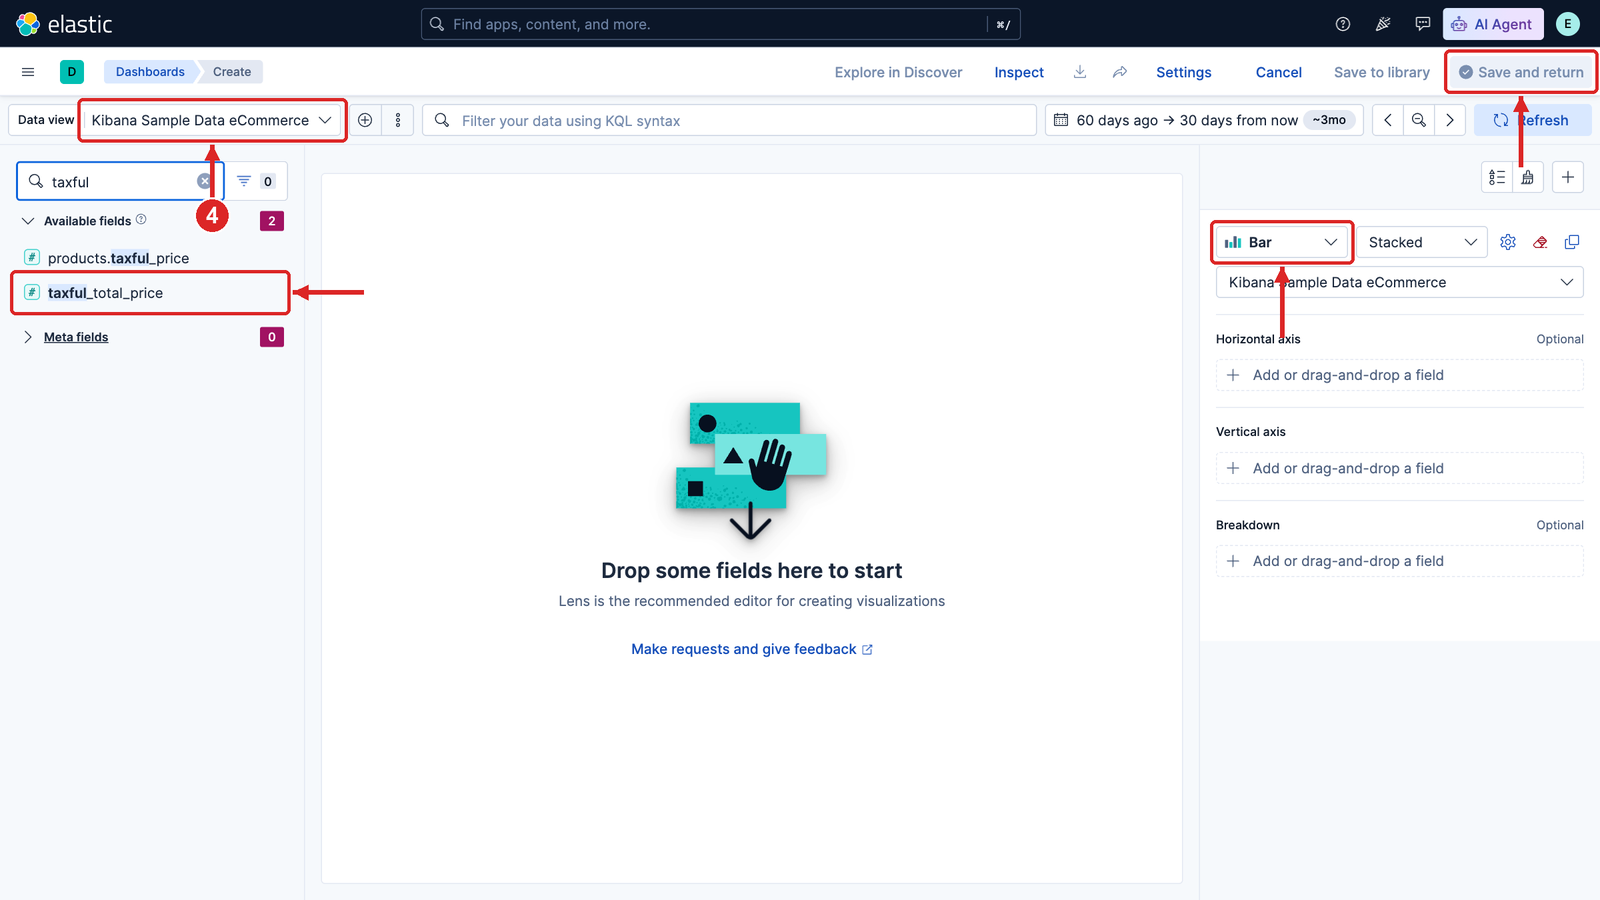 elastic
Find apps, content, and more.
⌘/
AI Agent
E
D
Dashboards
Create
Explore in Discover
Inspect
Settings
Cancel
Save to library
Save and return
Data view
Kibana Sample Data eCommerce
Filter your data using KQL syntax
60 days ago → 30 days from now
~3mo
Refresh
taxful
0
4
Available fields
2
products.taxful_price
taxful_total_price
Meta fields
0
Drop some fields here to start
Lens is the recommended editor for creating visualizations
Make requests and give feedback
Bar
Stacked
Kibana Sample Data eCommerce
Horizontal axis
Optional
Add or drag-and-drop a field
Vertical axis
Add or drag-and-drop a field
Breakdown
Optional
Add or drag-and-drop a field